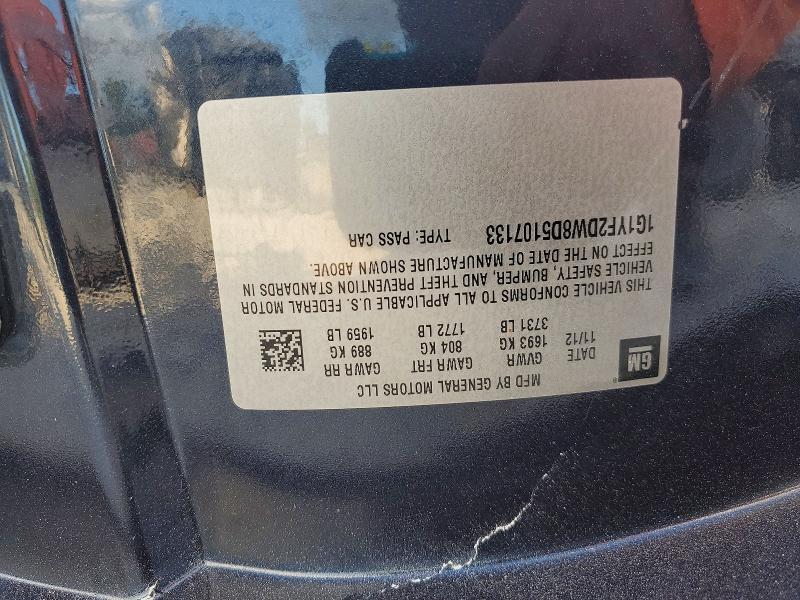 MFD BY GENERAL MOTORS LLC
GM
DATE GVWR GAWR FRT GAWR RR
11/12 1693 KG 804 KG 889 KG
3731 LB 1772 LB 1959 LB
THIS VEHICLE CONFORMS TO ALL APPLICABLE U.S. FEDERAL MOTOR
VEHICLE SAFETY, BUMPER, AND THEFT PREVENTION STANDARDS IN
EFFECT ON THE DATE OF MANUFACTURE SHOWN ABOVE.
1G1YF2DW8D5107133 TYPE: PASS CAR